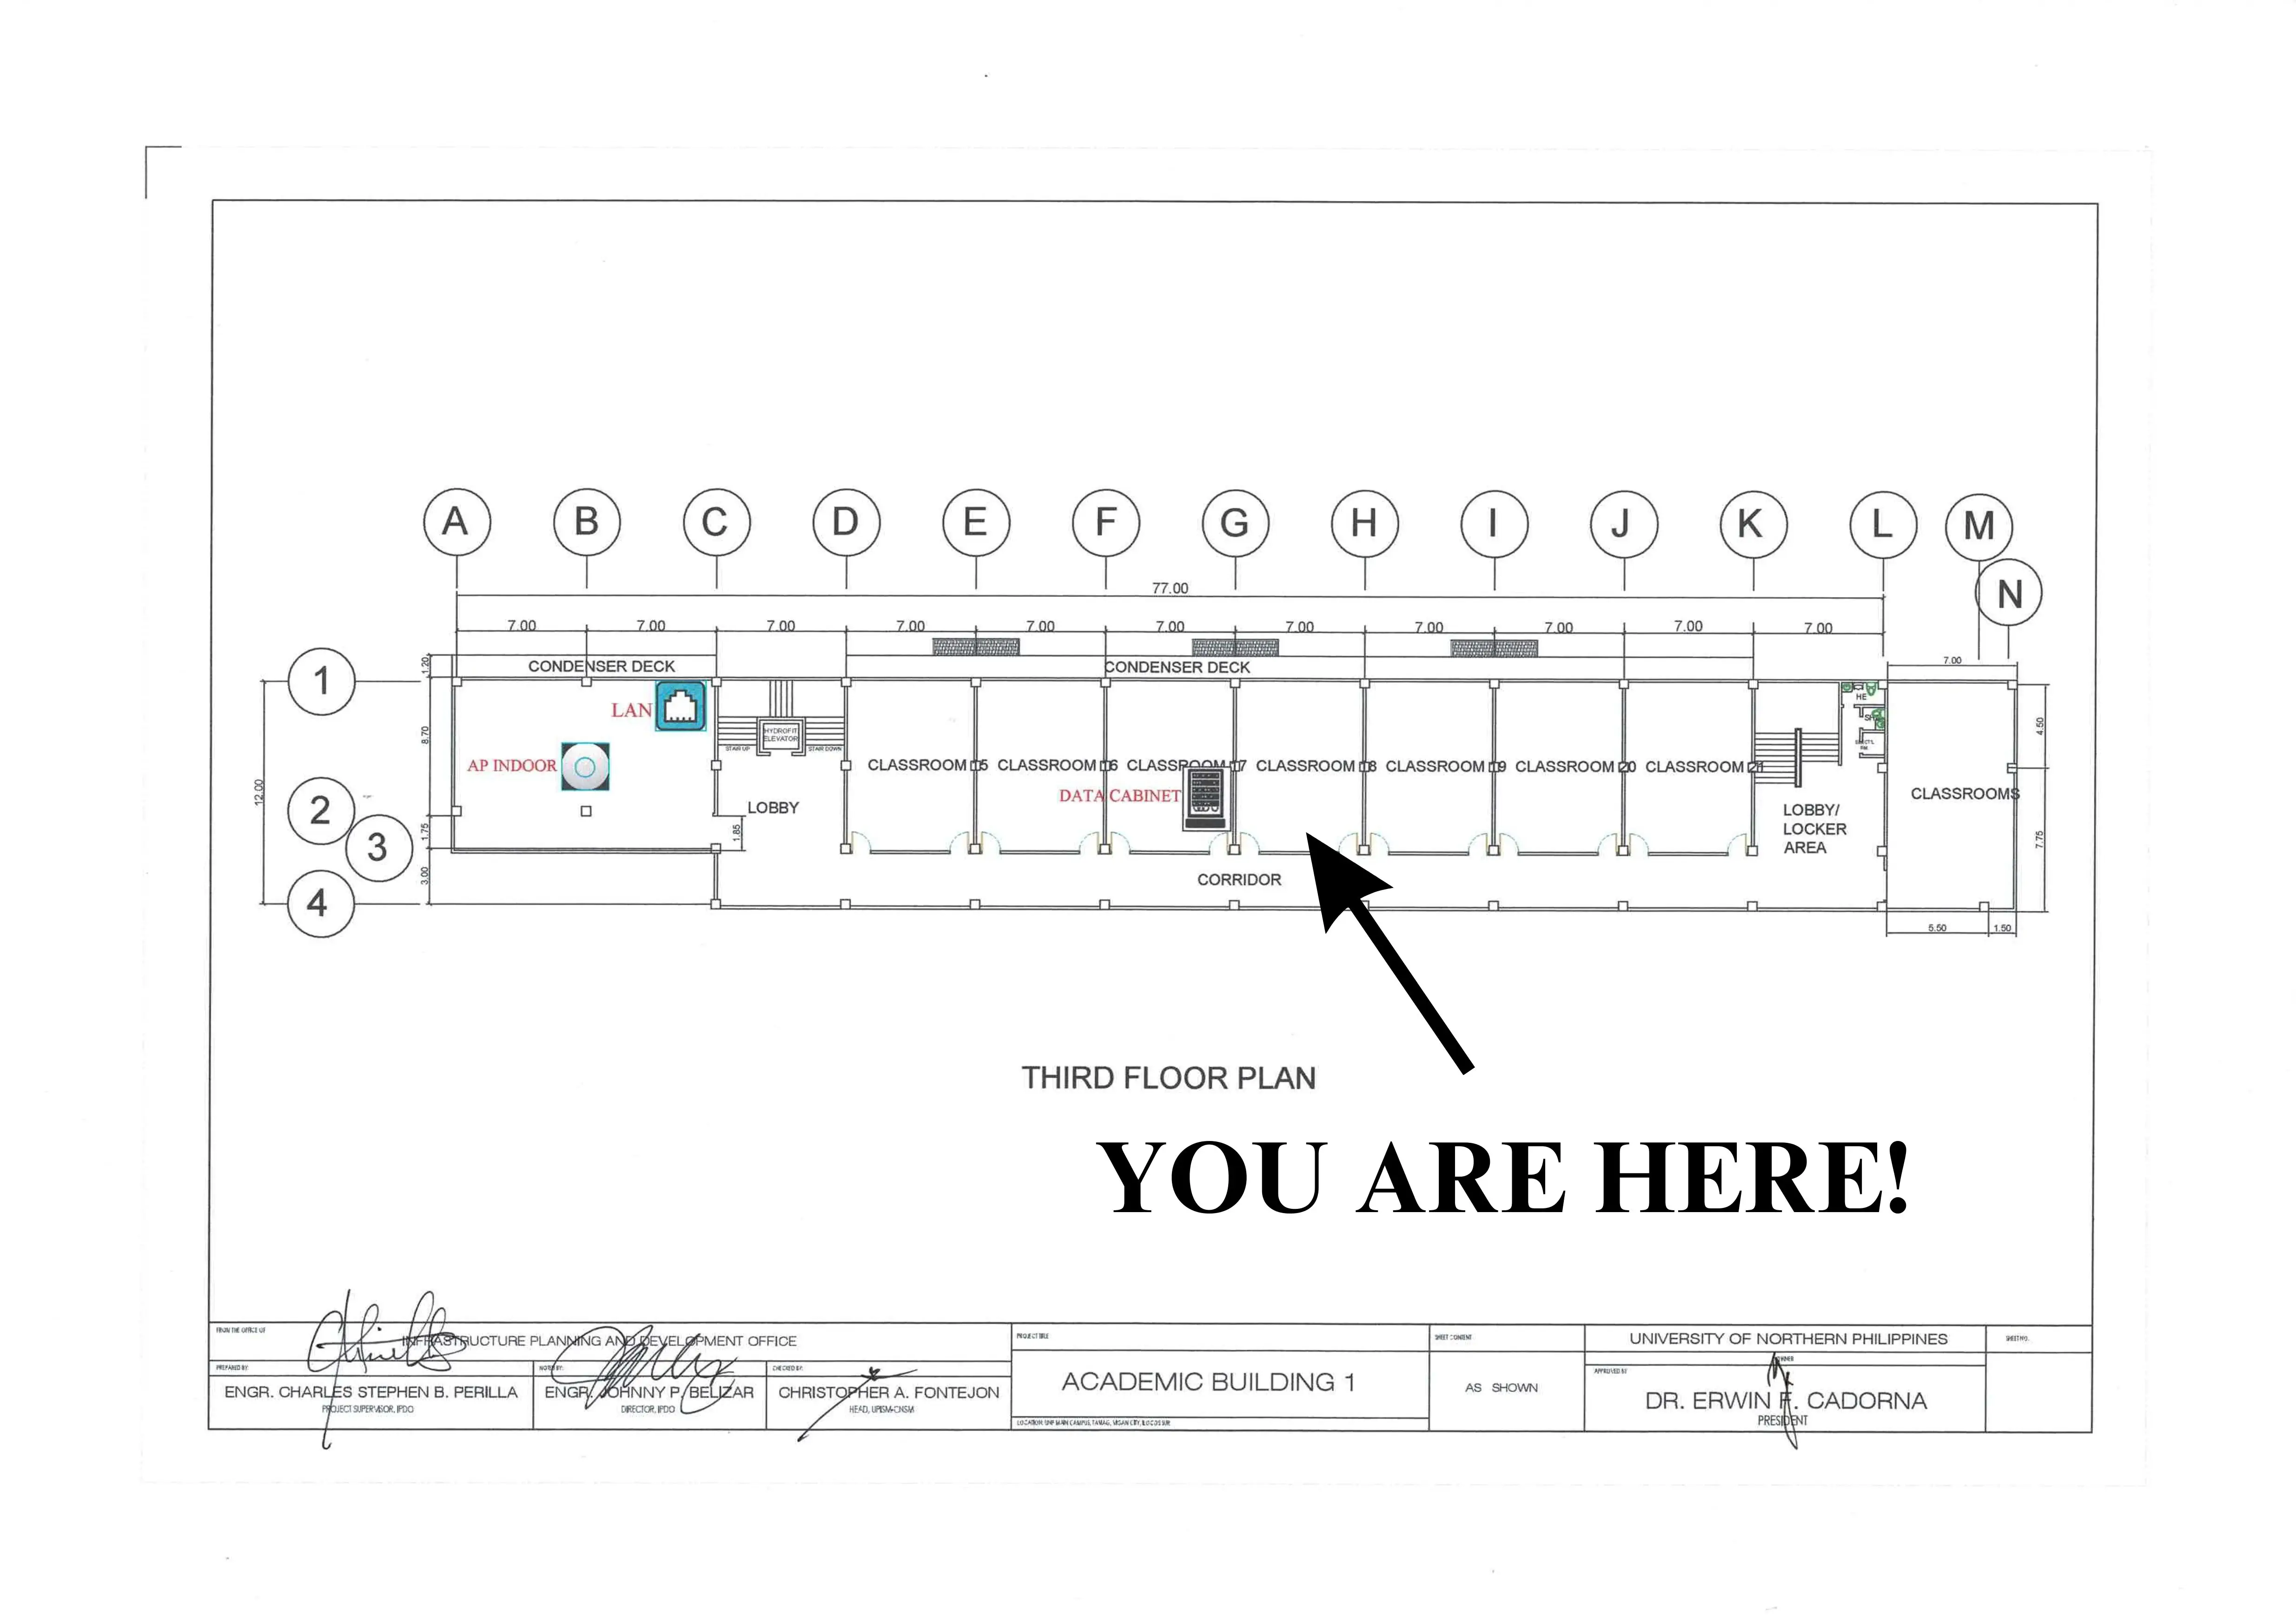 A B C D E F G H I J K L M
N
77.00
7.00 7.00 7.00 7.00 7.00 7.00 7.00 7.00 7.00 7.00 7.00
1.20
CONDENSER DECK
CONDENSER DECK
7.00
1
LAN
HE
8.70
4.50
HYDROFIT
ELEVATOR
STAIR UP
STAIR DOWN
AP INDOOR
CLASSROOM 15 CLASSROOM 16 CLASSROOM 17 CLASSROOM 18 CLASSROOM 19 CLASSROOM 20 CLASSROOM 21
12.00
DATA CABINET
CLASSROOMS
2
LOBBY
LOBBY/
LOCKER
AREA
1.75
1.85
7.75
3
3.00
CORRIDOR
4
5.50 1.50
THIRD FLOOR PLAN
YOU ARE HERE!
FROM THE OFFICE OF
INFRASTRUCTURE PLANNING AND DEVELOPMENT OFFICE
PREPARED BY:
ENGR. CHARLES STEPHEN B. PERILLA
PROJECT SUPERVISOR, IPDO
NOTED BY:
ENGR. JOHNNY P. BELIZAR
DIRECTOR, IPDO
CHECKED BY:
CHRISTOPHER A. FONTEJON
HEAD, UPISM-CNSM
PROJECT TITLE
ACADEMIC BUILDING 1
LOCATION: UNP MAIN CAMPUS, TAMAG, VIGAN CITY, ILOCOS SUR
SHEET CONTENT
AS SHOWN
UNIVERSITY OF NORTHERN PHILIPPINES
OWNER
APPROVED BY
DR. ERWIN F. CADORNA
PRESIDENT
SHEET NO.